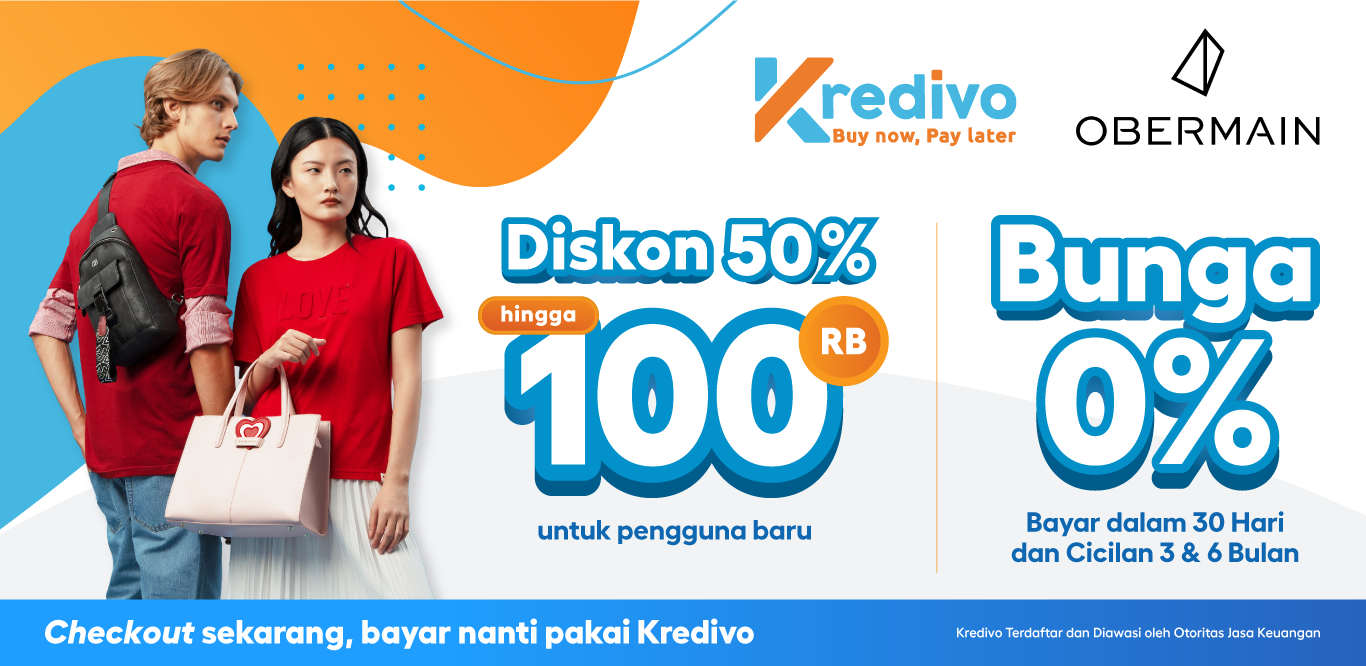 Kredivo
Buy now, Pay later
OBERMAIN
Diskon 50%
hingga
100 RB
untuk pengguna baru
Bunga
0%
Bayar dalam 30 Hari
dan Cicilan 3 & 6 Bulan
LOVE
Checkout sekarang, bayar nanti pakai Kredivo
Kredivo Terdaftar dan Diawasi oleh Otoritas Jasa Keuangan